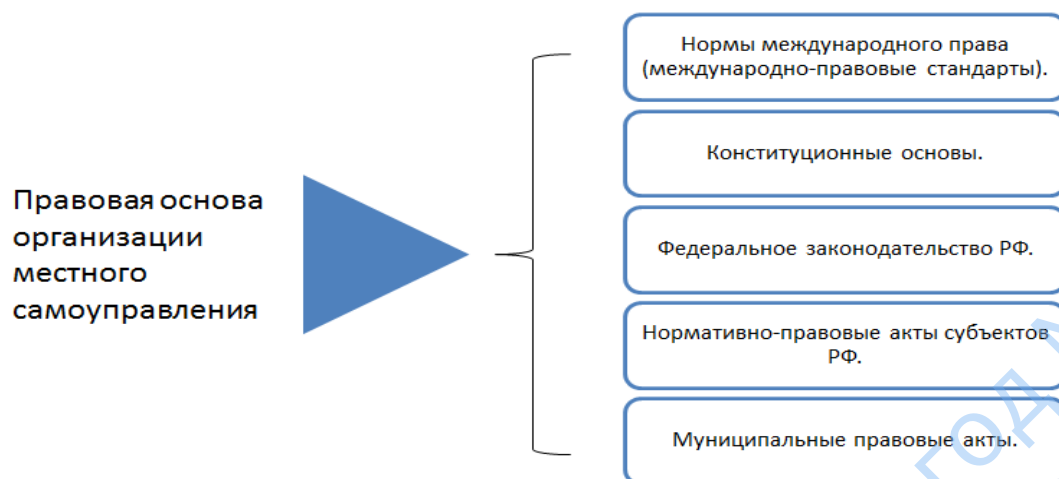 Правовая основа
организации
местного
самоуправления
Нормы международного права
(международно-правовые стандарты).
Конституционные основы.
Федеральное законодательство РФ.
Нормативно-правовые акты субъектов
РФ.
Муниципальные правовые акты.